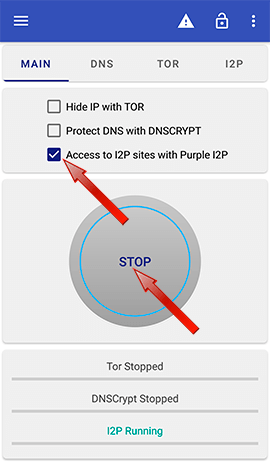 MAIN DNS TOR I2P
Hide IP with TOR
Protect DNS with DNSCRYPT
Access to I2P sites with Purple I2P
STOP
Tor Stopped
DNSCrypt Stopped
I2P Running